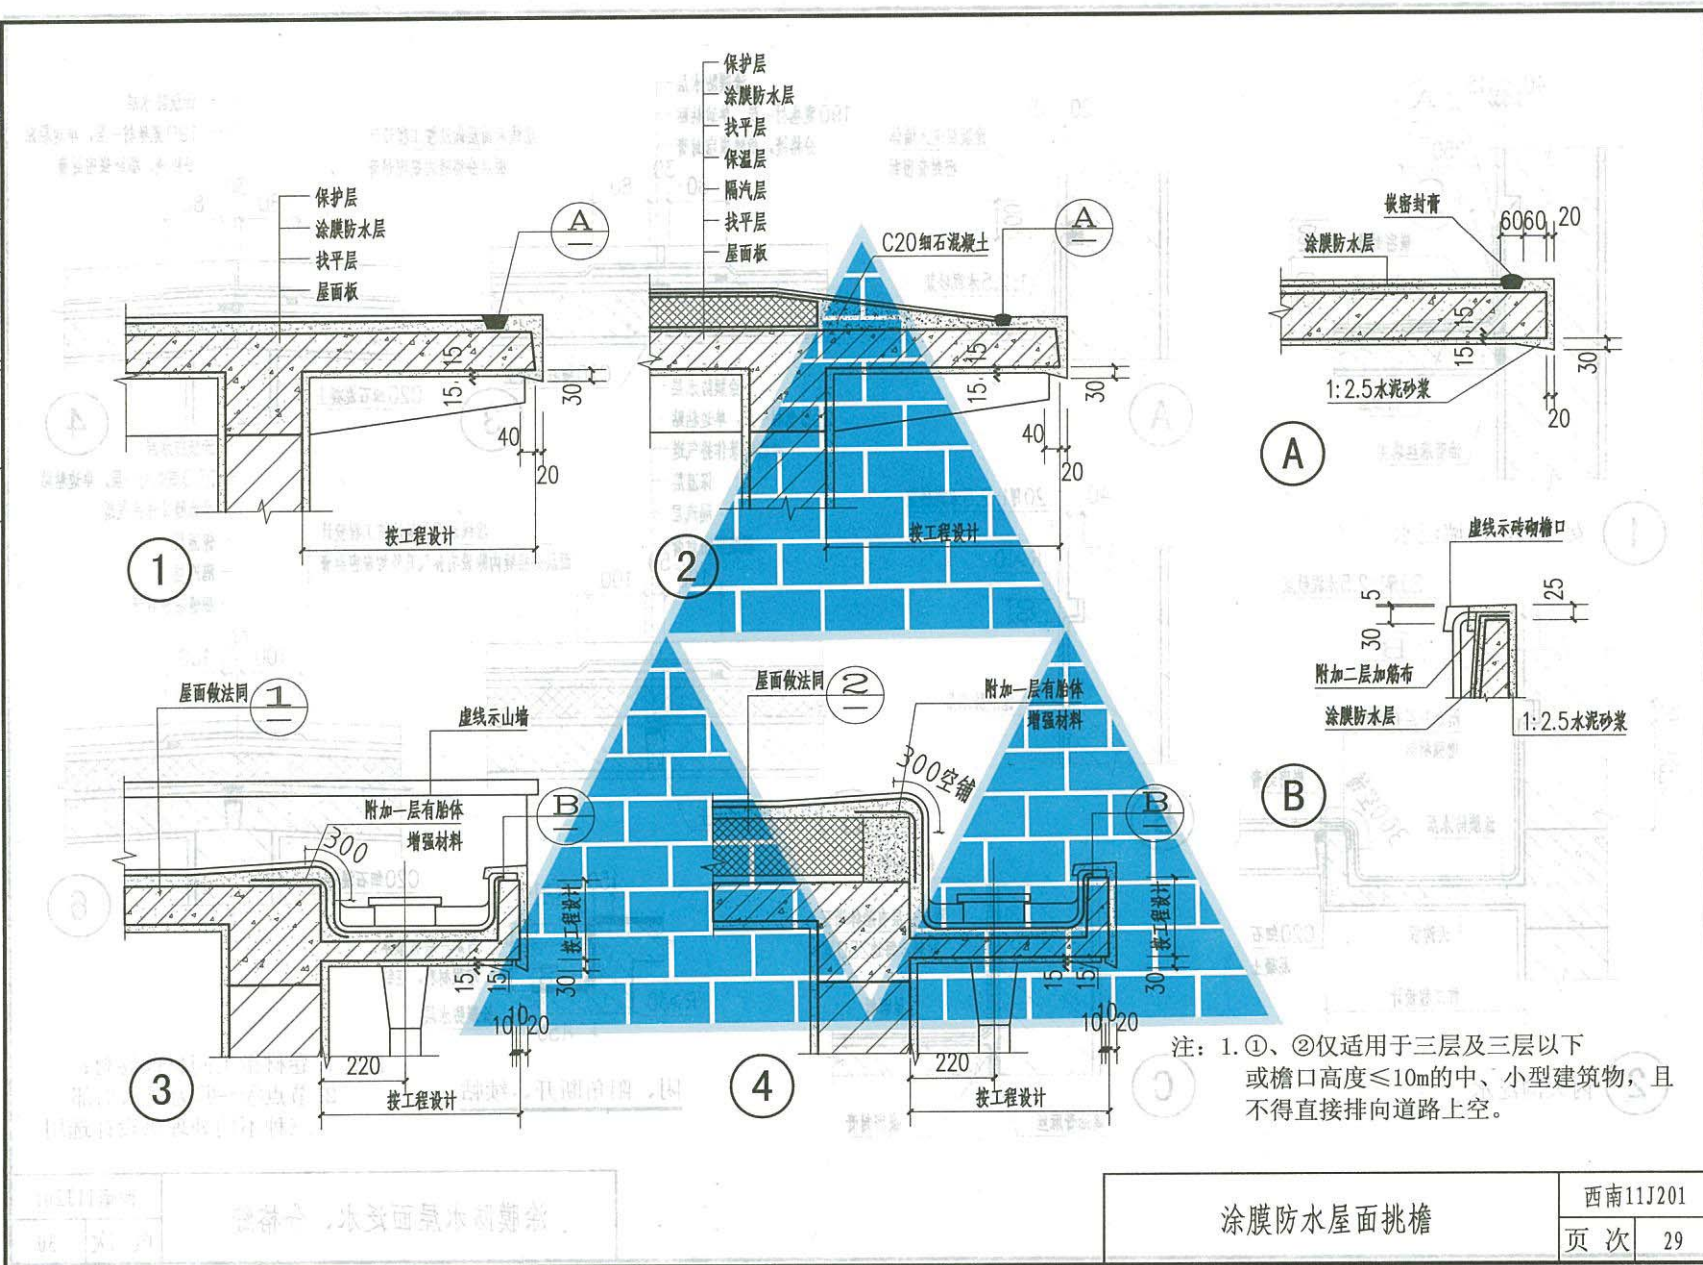 保护层
涂膜防水层
找平层
屋面板
A
15, 15
30
40
20
按工程设计
1
保护层
涂膜防水层
找平层
保温层
隔汽层
找平层
屋面板
C20细石混凝土
A
15, 15
30
40
20
按工程设计
2
嵌密封膏
涂膜防水层
60 60 20
15, 15
30
1:2.5水泥砂浆
20
A
虚线示砖砌檐口
5
30
25
附加二层加筋布
涂膜防水层
1:2.5水泥砂浆
B
屋面做法同 1
虚线示山墙
附加一层有胎体
增强材料
300
B
按工程设计
15 15 30
10 10 20
220
按工程设计
3
屋面做法同 2
附加一层有胎体
增强材料
300空铺
B
按工程设计
15 15 30
10 10 20
220
按工程设计
4
注：1.①、②仅适用于三层及三层以下
或檐口高度≤10m的中、小型建筑物，且
不得直接排向道路上空。
涂膜防水屋面挑檐
西南11J201
页 次 29